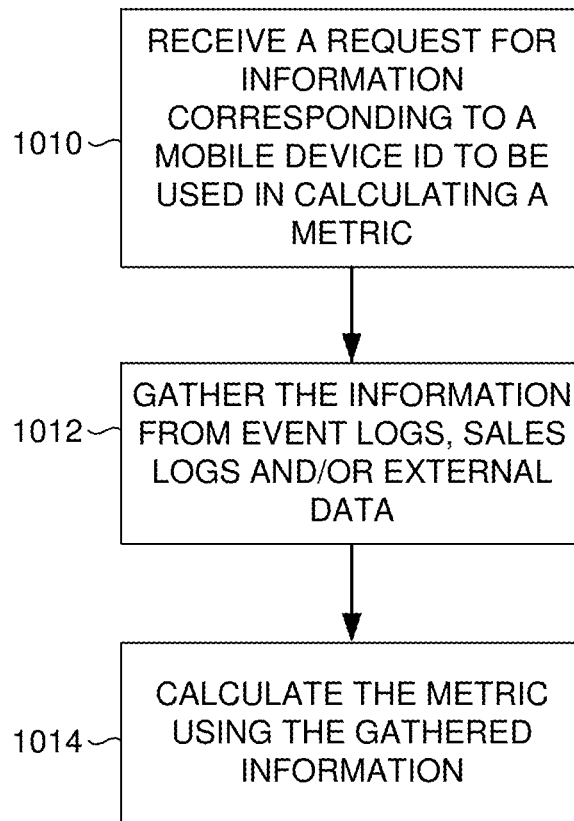 RECEIVE A REQUEST FOR
INFORMATION
CORRESPONDING TO A
MOBILE DEVICE ID TO BE
USED IN CALCULATING A
METRIC
1010
GATHER THE INFORMATION
FROM EVENT LOGS, SALES
LOGS AND/OR EXTERNAL
DATA
1012
CALCULATE THE METRIC
USING THE GATHERED
INFORMATION
1014